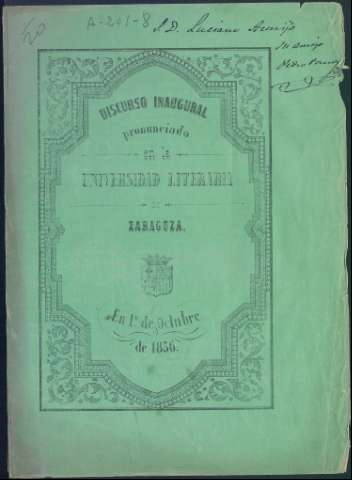 A-201-8
S. D. Luciano
su amigo
DISCURSO INAUGURAL
pronunciado
en la
UNIVERSIDAD LITERARIA
DE
ZARAGOZA.
En 1.º de Octubre
de 1856.